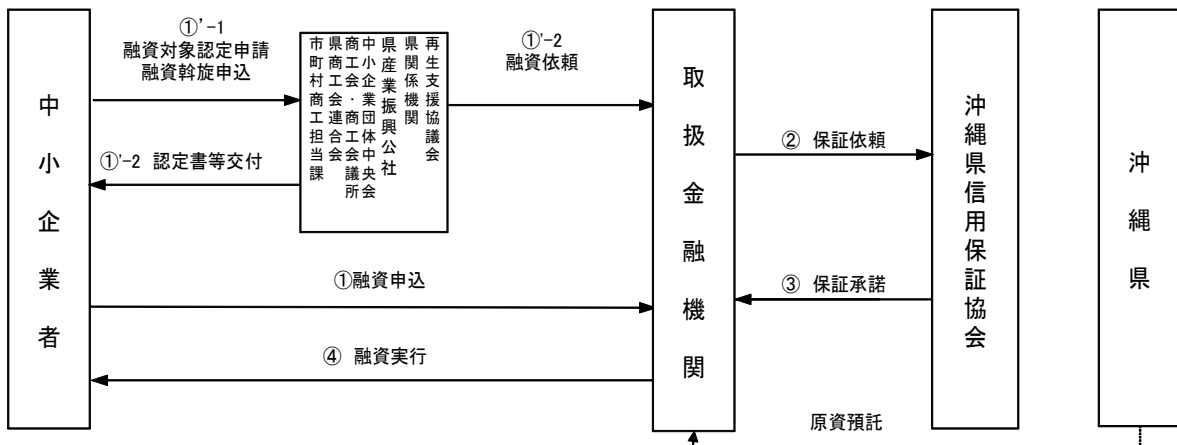 中小企業者
①'-1
融資対象認定申請
融資斡旋申込
①'-2 認定書等交付
再生支援協議会
県関係機関
県産業振興公社
中小企業団体中央会
商工会・商工会議所
県商工会連合会
市町村商工担当課
①'-2
融資依頼
①融資申込
④ 融資実行
取扱金融機関
② 保証依頼
③ 保証承諾
沖縄県信用保証協会
沖縄県
原資預託